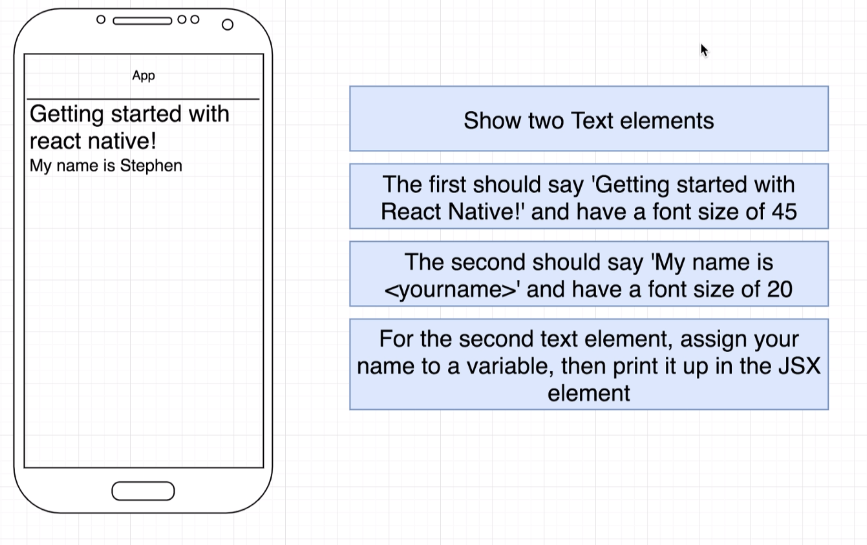 App
Getting started with
react native!
My name is Stephen
Show two Text elements
The first should say 'Getting started with
React Native!' and have a font size of 45
The second should say 'My name is
<yourname>' and have a font size of 20
For the second text element, assign your
name to a variable, then print it up in the JSX
element